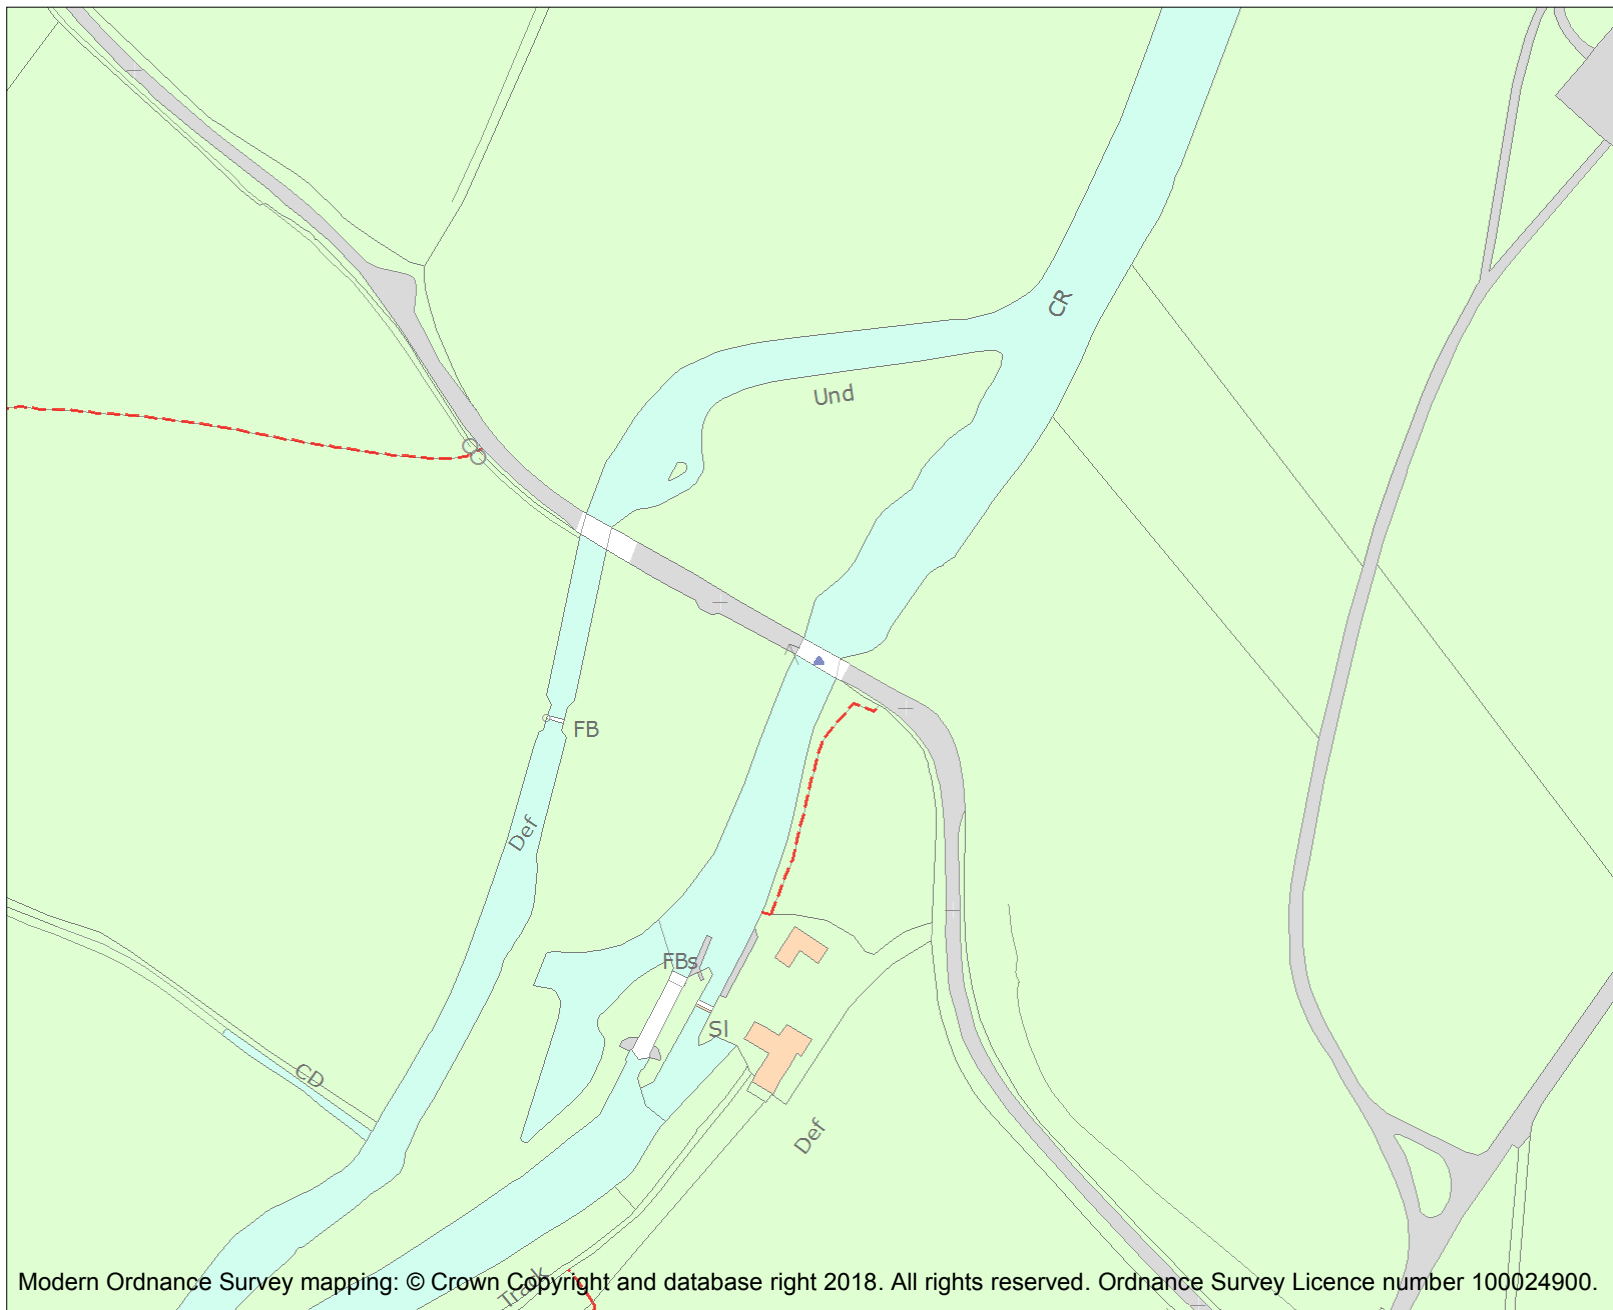 CR
Und
FB
Def
FBs
Sl
CD
Def
Track
Modern Ordnance Survey mapping: © Crown Copyright and database right 2018. All rights reserved. Ordnance Survey Licence number 100024900.